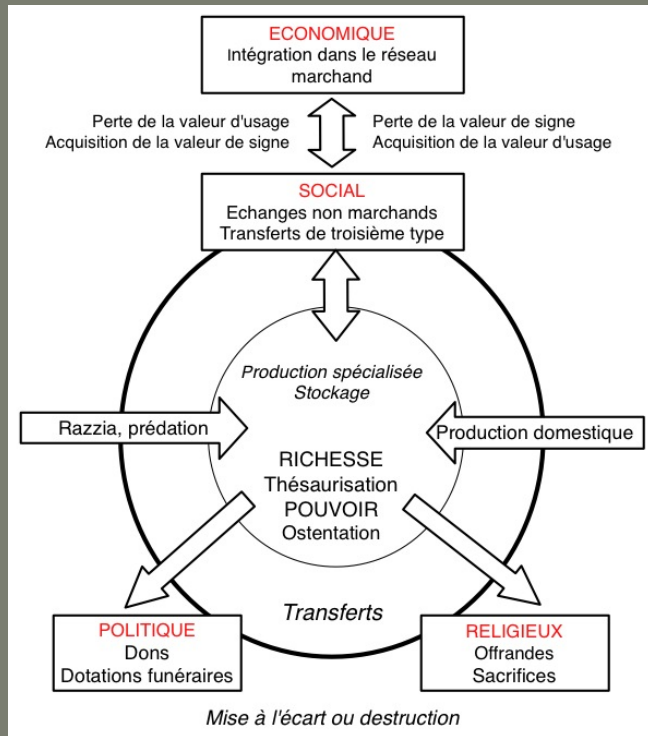 ECONOMIQUE
Intégration dans le réseau
marchand
Perte de la valeur d'usage
Acquisition de la valeur de signe
Perte de la valeur de signe
Acquisition de la valeur d'usage
SOCIAL
Echanges non marchands
Transferts de troisième type
Production spécialisée
Stockage
Razzia, prédation
Production domestique
RICHESSE
Thésaurisation
POUVOIR
Ostentation
Transferts
POLITIQUE
Dons
Dotations funéraires
RELIGIEUX
Offrandes
Sacrifices
Mise à l'écart ou destruction